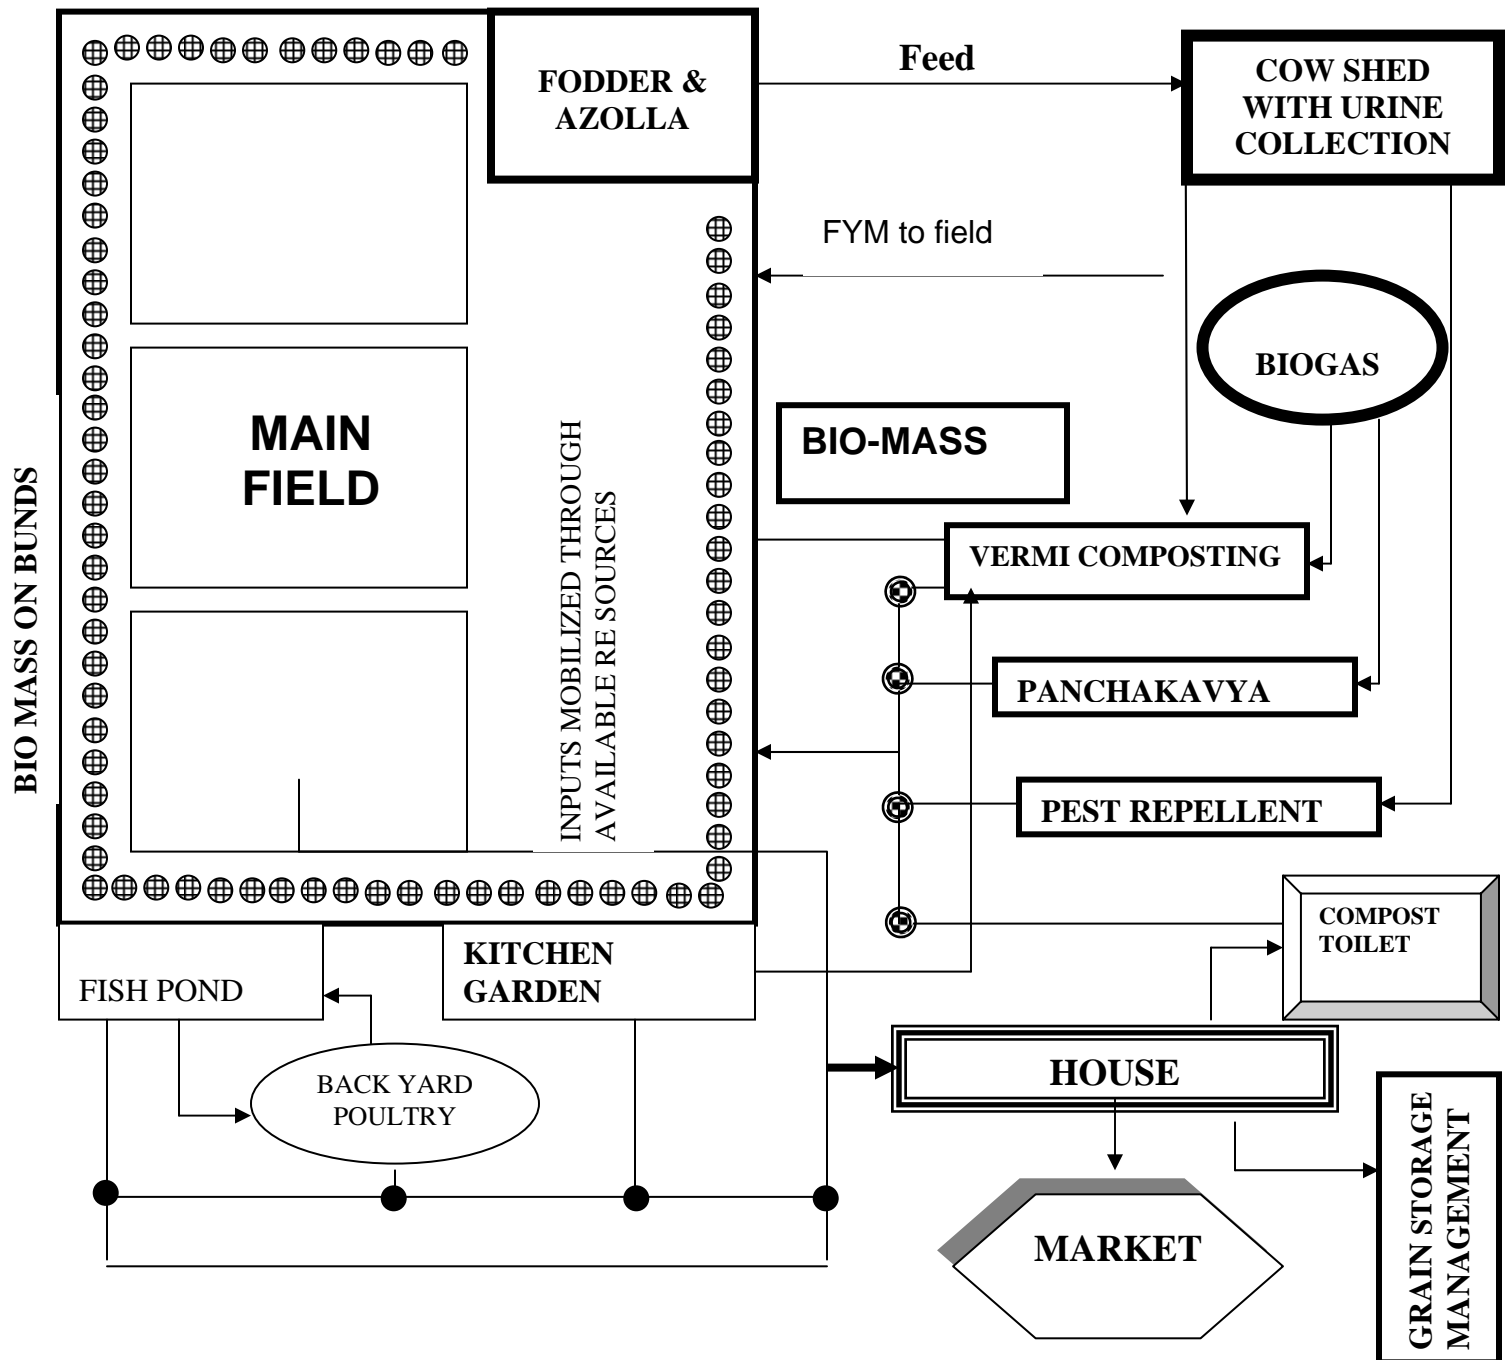 Feed
FODDER &
AZOLLA
COW SHED
WITH URINE
COLLECTION
FYM to field
BIOGAS
MAIN
FIELD
BIO-MASS
BIO MASS ON BUNDS
INPUTS MOBILIZED THROUGH
AVAILABLE RE SOURCES
VERMI COMPOSTING
PANCHAKAVYA
PEST REPELLENT
COMPOST
TOILET
KITCHEN
GARDEN
FISH POND
HOUSE
BACK YARD
POULTRY
GRAIN STORAGE
MANAGEMENT
MARKET